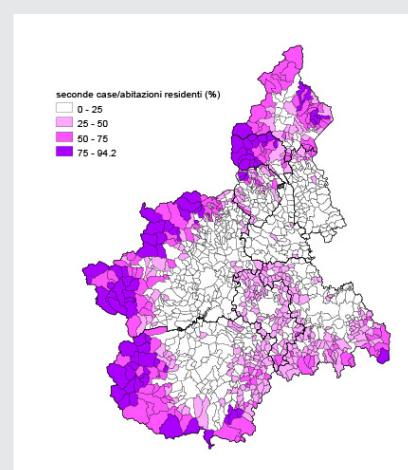 seconde case/abitazioni residenti (%)
0 - 25
25 - 50
50 - 75
75 - 94.2